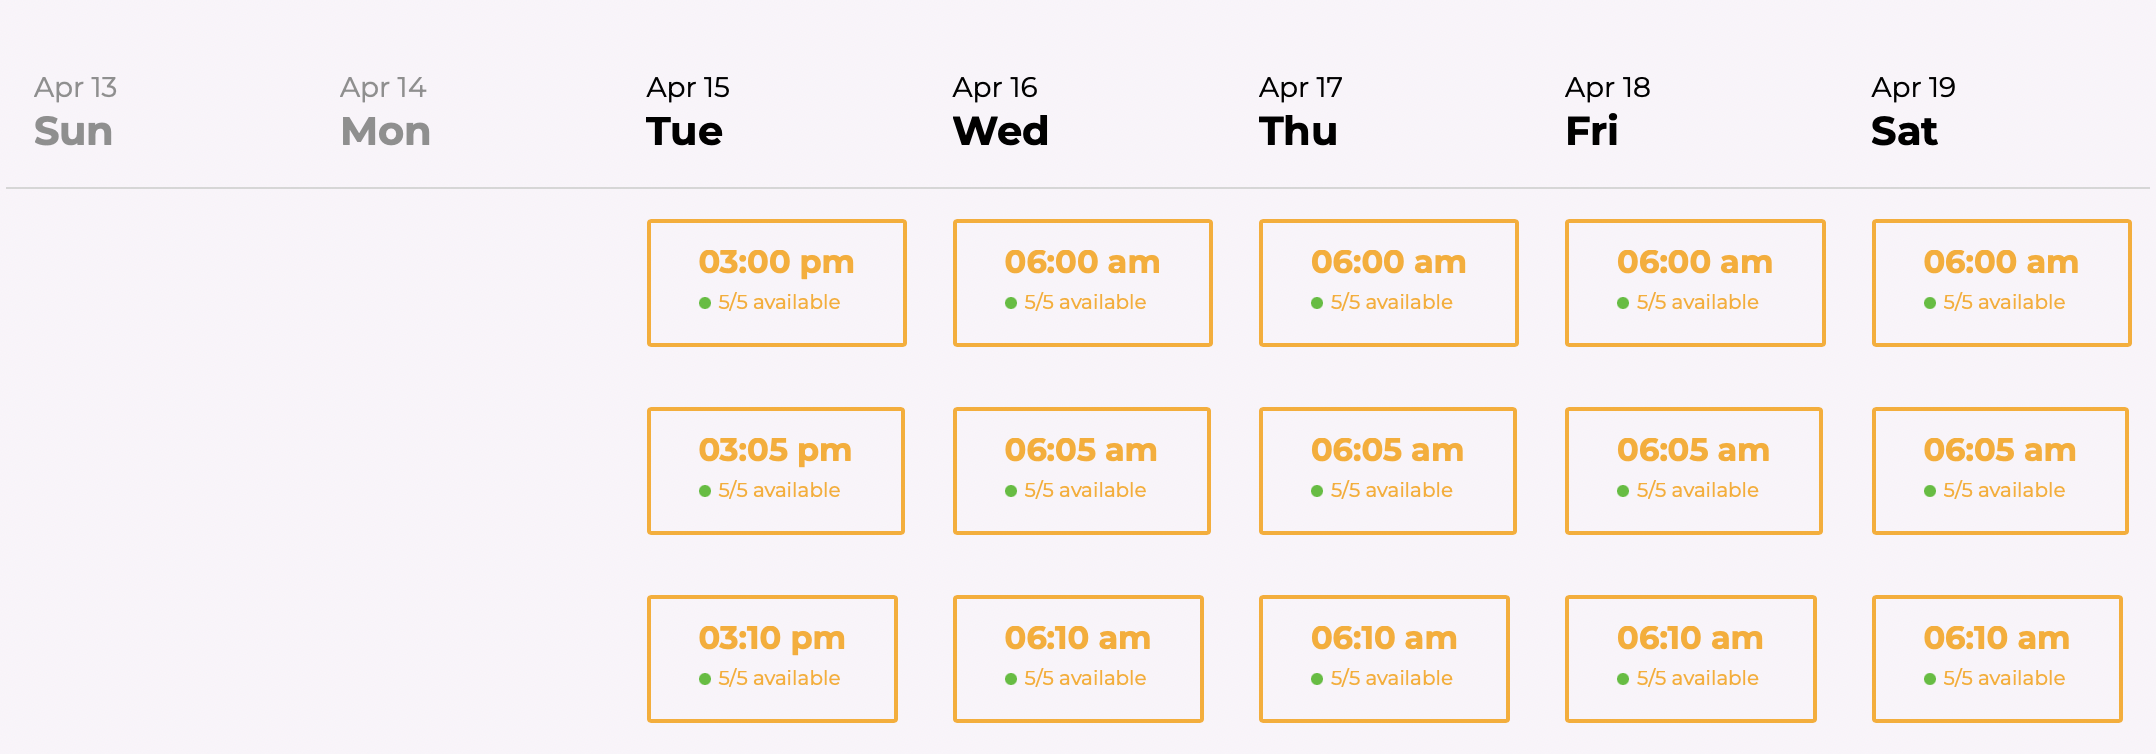 Apr 13
Sun
Apr 14
Mon
Apr 15
Tue
Apr 16
Wed
Apr 17
Thu
Apr 18
Fri
Apr 19
Sat
03:00 pm
5/5 available
06:00 am
5/5 available
06:00 am
5/5 available
06:00 am
5/5 available
06:00 am
5/5 available
03:05 pm
5/5 available
06:05 am
5/5 available
06:05 am
5/5 available
06:05 am
5/5 available
06:05 am
5/5 available
03:10 pm
5/5 available
06:10 am
5/5 available
06:10 am
5/5 available
06:10 am
5/5 available
06:10 am
5/5 available